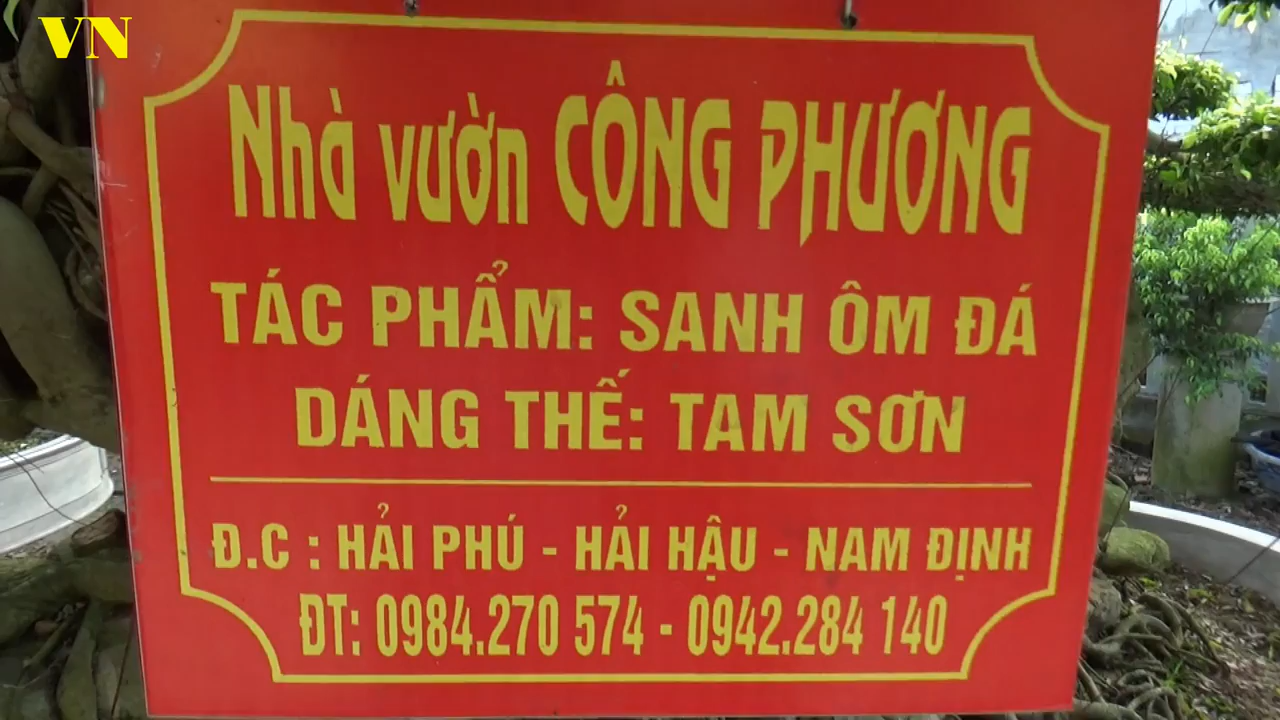 VN
Nhà vườn CÔNG PHƯƠNG
TÁC PHẨM: SANH ÔM ĐÁ
DÁNG THẾ: TAM SƠN
Đ.C : HẢI PHÚ - HẢI HẬU - NAM ĐỊNH
ĐT: 0984.270 574 - 0942.284 140